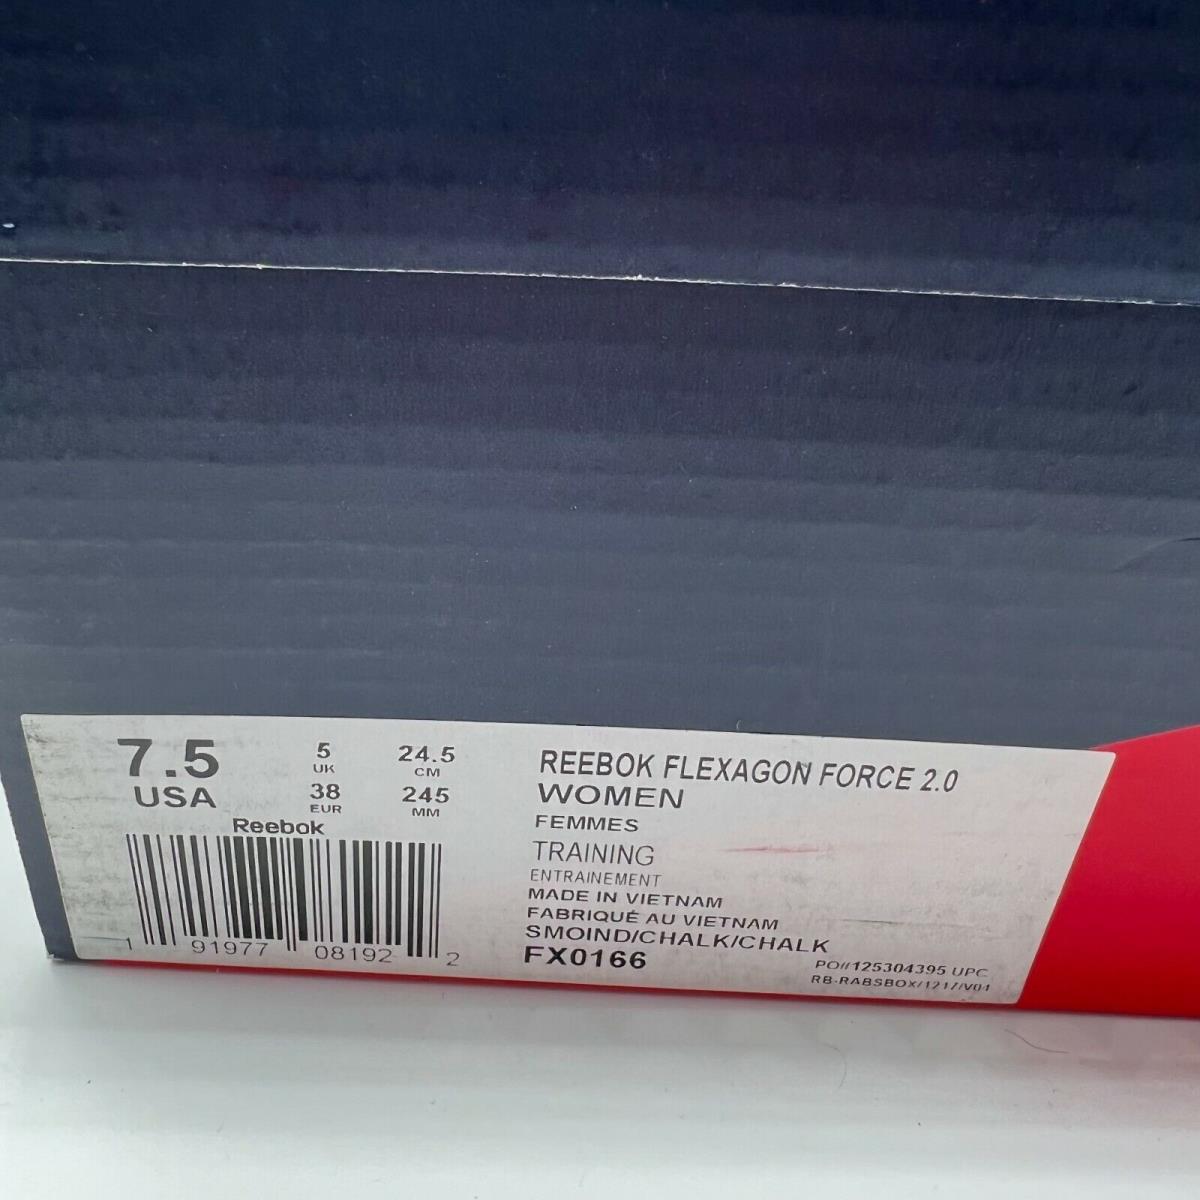 7.5
USA
5
UK
38
EUR
24.5
CM
245
MM
Reebok
1 91977 08192 2
REEBOK FLEXAGON FORCE 2.0
WOMEN
FEMMES
TRAINING
ENTRAINEMENT
MADE IN VIETNAM
FABRIQUÉ AU VIETNAM
SMOIND/CHALK/CHALK
FX0166
PO#125304395 UPC
RB-RABSBOX/1217/V04